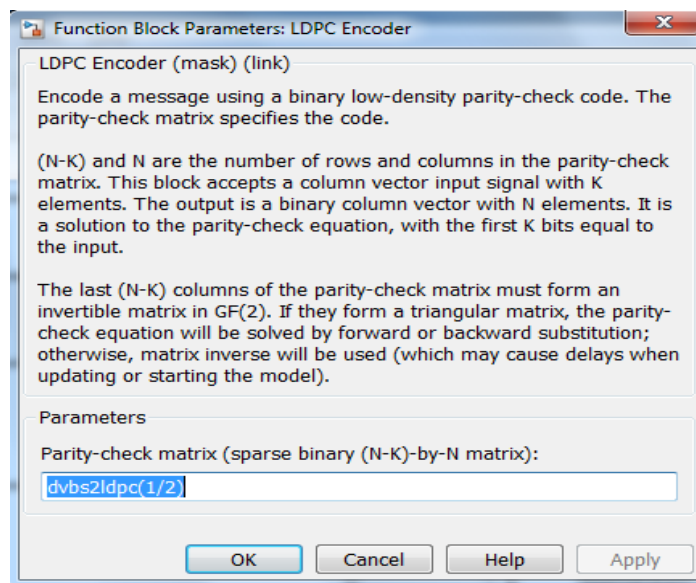 Function Block Parameters: LDPC Encoder
LDPC Encoder (mask) (link)
Encode a message using a binary low-density parity-check code. The
parity-check matrix specifies the code.
(N-K) and N are the number of rows and columns in the parity-check
matrix. This block accepts a column vector input signal with K
elements. The output is a binary column vector with N elements. It is
a solution to the parity-check equation, with the first K bits equal to
the input.
The last (N-K) columns of the parity-check matrix must form an
invertible matrix in GF(2). If they form a triangular matrix, the parity-
check equation will be solved by forward or backward substitution;
otherwise, matrix inverse will be used (which may cause delays when
updating or starting the model).
Parameters
Parity-check matrix (sparse binary (N-K)-by-N matrix):
dvbs2ldpc(1/2)
OK Cancel Help Apply